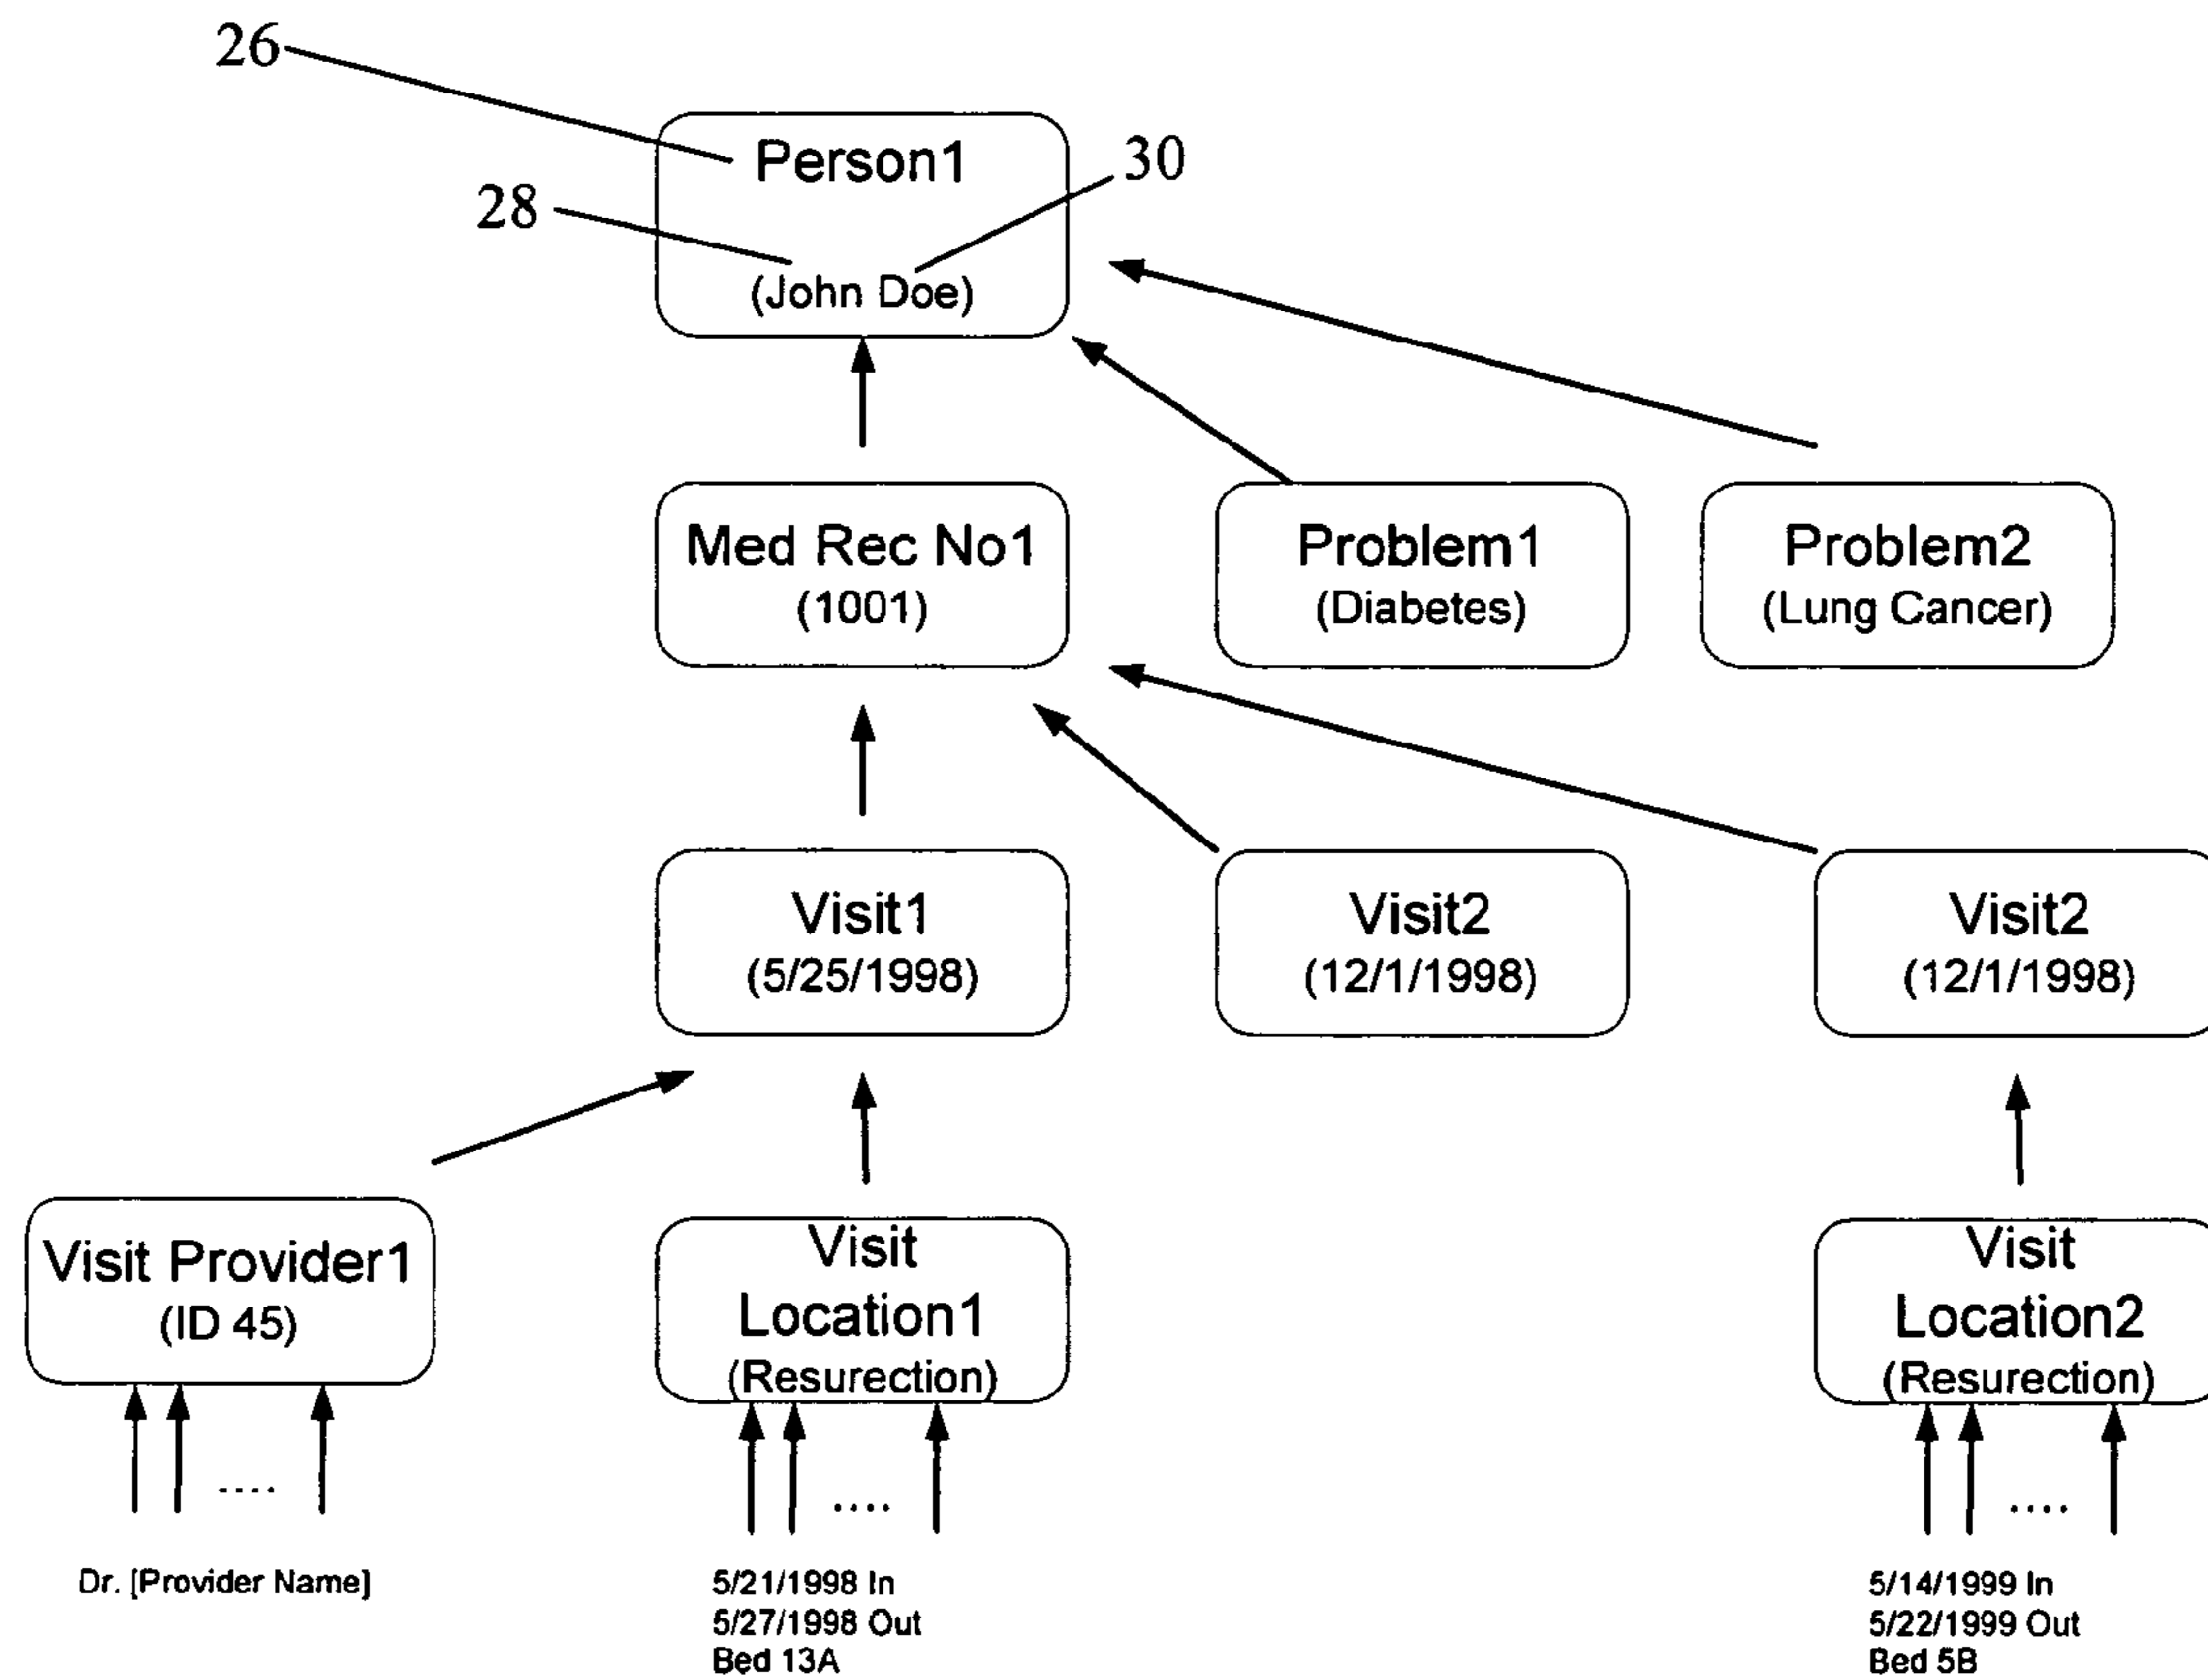 26
Person1
30
28
(John Doe)
Med Rec No1
(1001)
Problem1
(Diabetes)
Problem2
(Lung Cancer)
Visit1
(5/25/1998)
Visit2
(12/1/1998)
Visit2
(12/1/1998)
Visit Provider1
(ID 45)
Visit
Location1
(Resurection)
Visit
Location2
(Resurection)
....
....
....
Dr. [Provider Name]
5/21/1998 In
5/27/1998 Out
Bed 13A
5/14/1999 In
5/22/1999 Out
Bed 5B